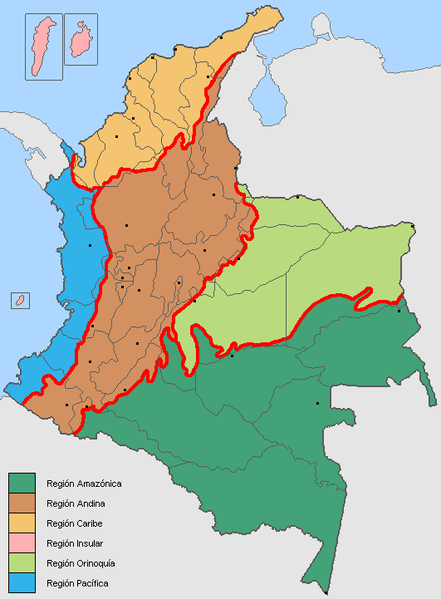 Región Amazónica
Región Andina
Región Caribe
Región Insular
Región Orinoquía
Región Pacífica